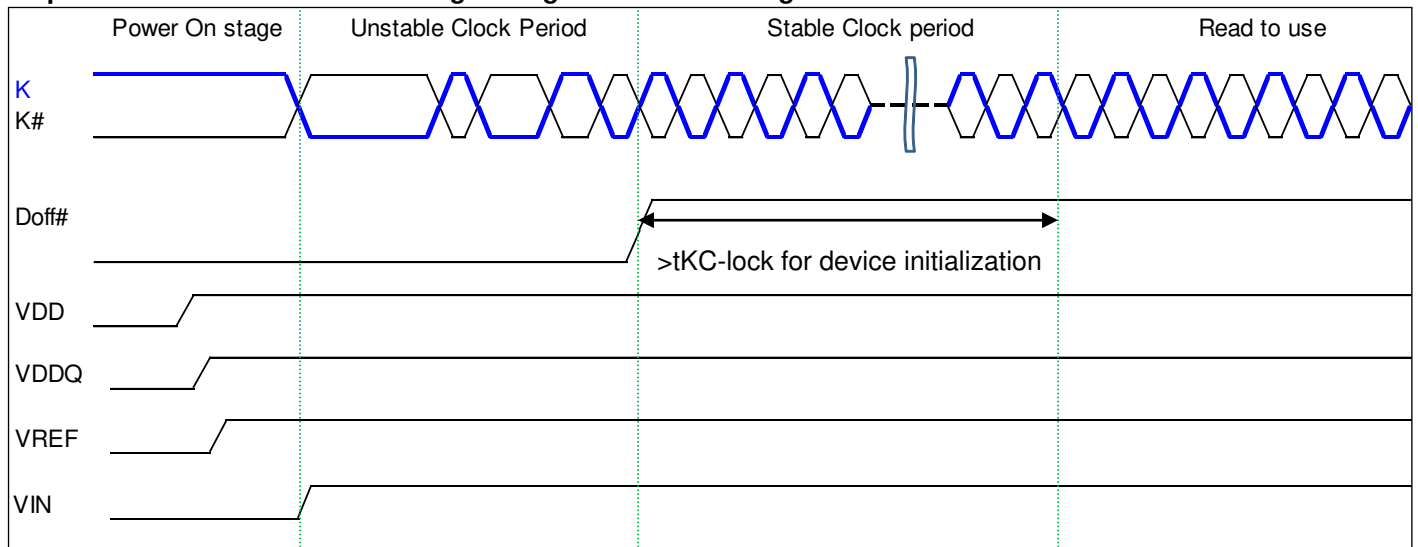 Power On stage Unstable Clock Period Stable Clock period Read to use
K
K#
Doff#
>tKC-lock for device initialization
VDD
VDDQ
VREF
VIN